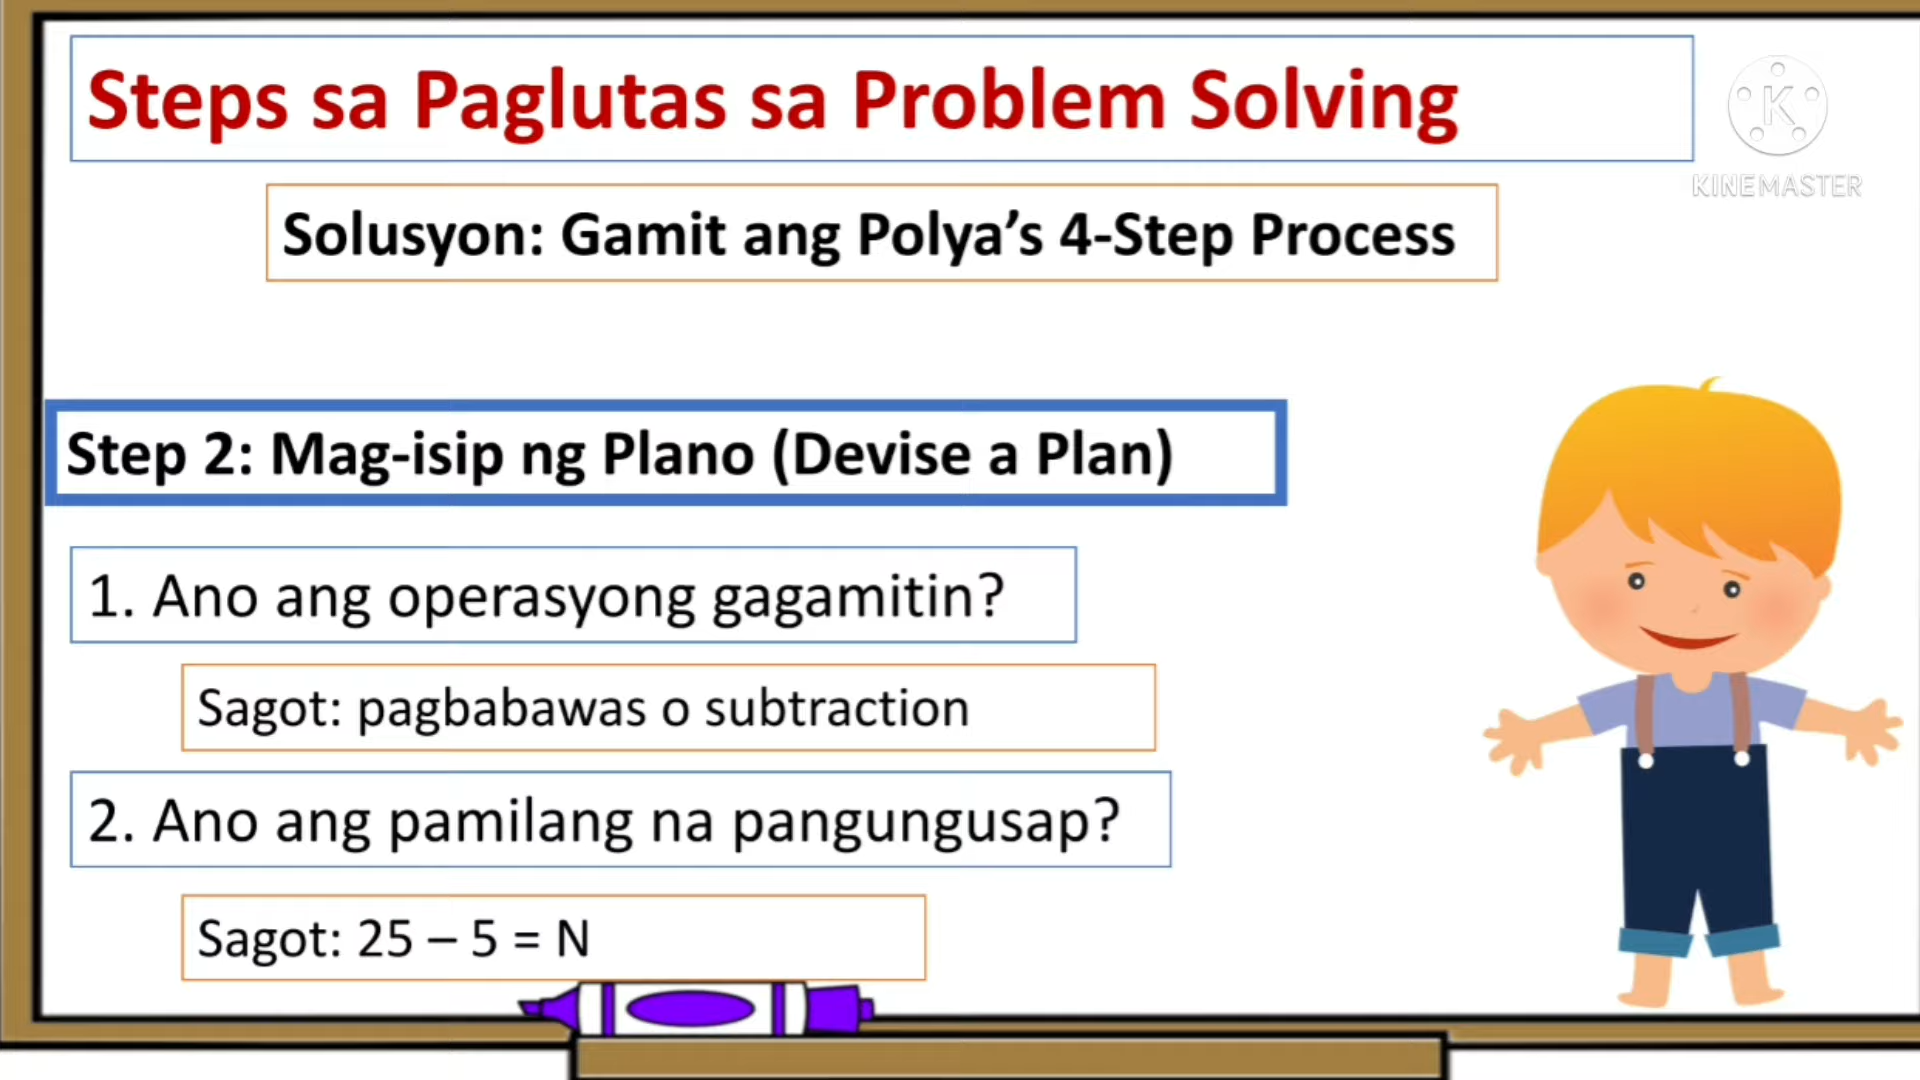 Steps sa Paglutas sa Problem Solving
K
KINEMASTER
Solusyon: Gamit ang Polya’s 4-Step Process
Step 2: Mag-isip ng Plano (Devise a Plan)
1. Ano ang operasyong gagamitin?
Sagot: pagbabawas o subtraction
2. Ano ang pamilang na pangungusap?
Sagot: 25 – 5 = N